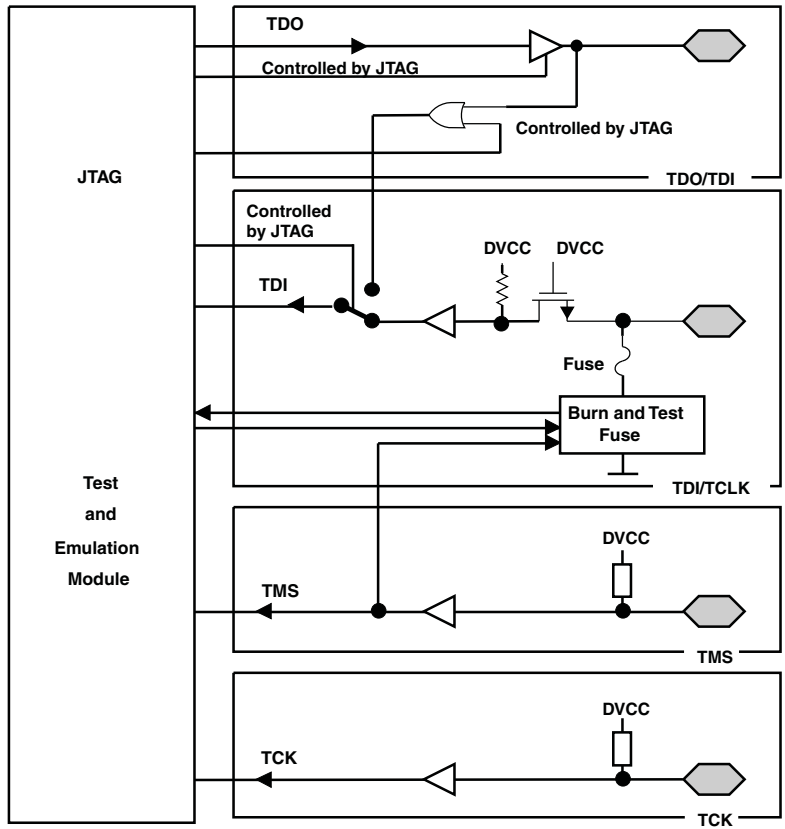 TDO
Controlled by JTAG
Controlled by JTAG
JTAG
TDO/TDI
Controlled
by JTAG
DVCC
DVCC
TDI
Fuse
Burn and Test
Fuse
TDI/TCLK
Test
and
Emulation
Module
DVCC
TMS
TMS
DVCC
TCK
TCK